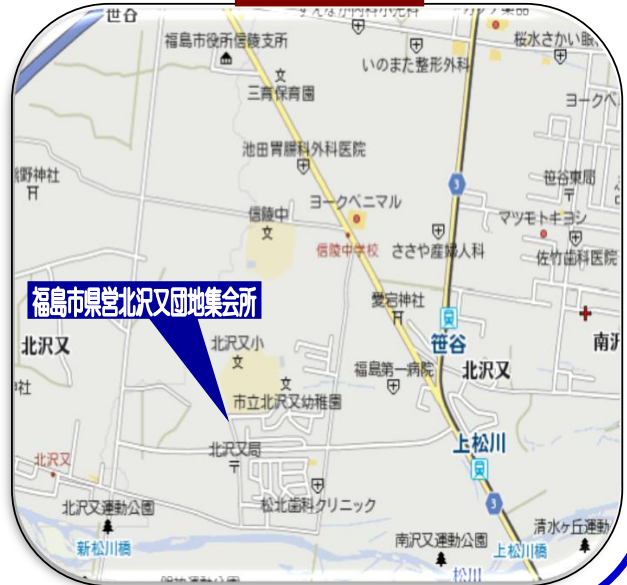 笹谷
福島市役所信陵支所
いのまた整形外科
桜水さかい眼
三育保育園
ヨークベ
池田胃腸科外科医院
熊野神社
笹谷東局
ヨークベニマル
信陵中
マツモトキヨシ
信陵中学校
ささや産婦人科
佐竹歯科医院
愛宕神社
福島市県営北沢又団地集会所
北沢又
北沢又小
笹谷
南沢
福島第一病院
北沢又
市立北沢又幼稚園
上松川
北沢又局
北沢又
松北歯科クリニック
北沢又運動公園
3
3
清水ヶ丘運動
新松川橋
南沢又運動公園
上松川橋
松川